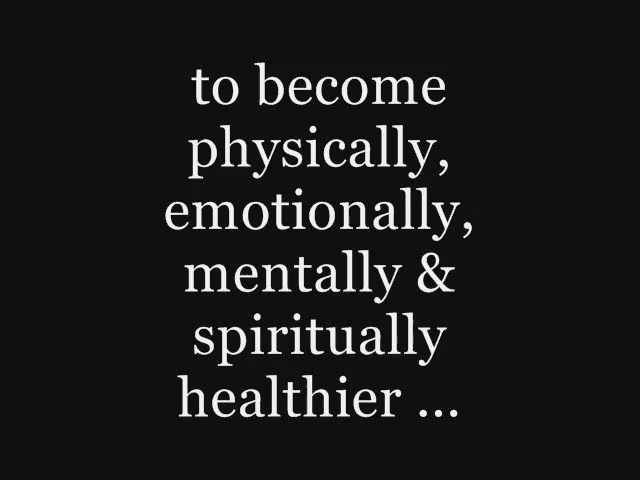 to become
physically,
emotionally,
mentally &
spiritually
healthier ...